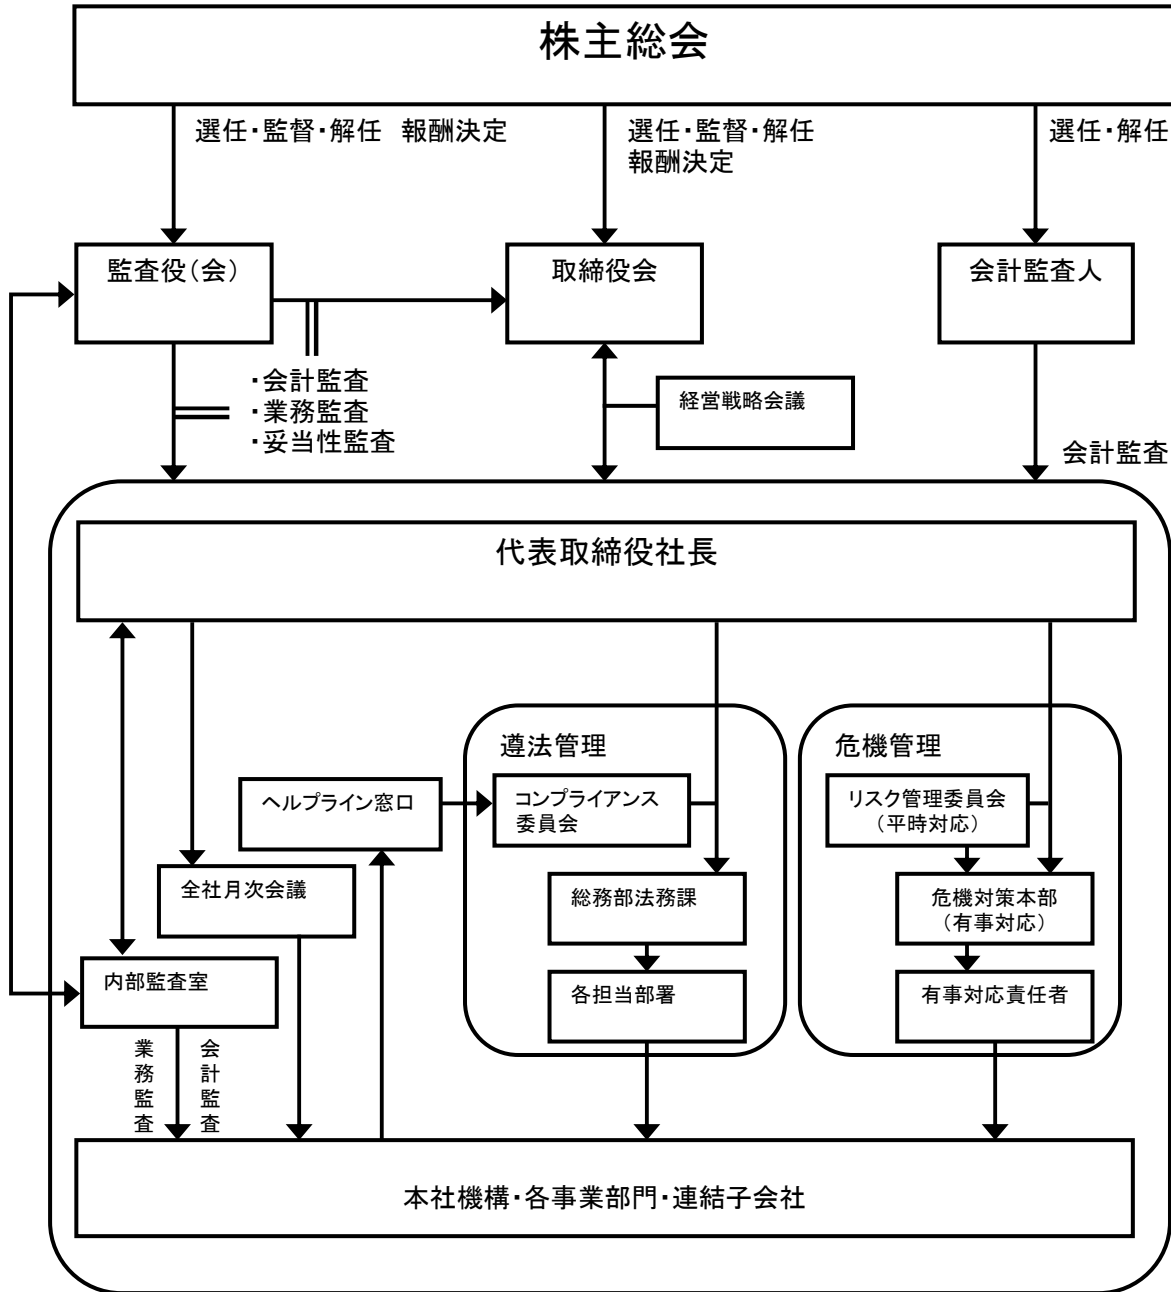 株主総会
選任・監督・解任　報酬決定
選任・監督・解任
報酬決定
選任・解任
監査役（会）
取締役会
会計監査人
・会計監査
・業務監査
・妥当性監査
経営戦略会議
会計監査
代表取締役社長
遵法管理
危機管理
ヘルプライン窓口
コンプライアンス
委員会
リスク管理委員会
（平時対応）
全社月次会議
総務部法務課
危機対策本部
（有事対応）
内部監査室
各担当部署
有事対応責任者
業務監査
会計監査
本社機構・各事業部門・連結子会社